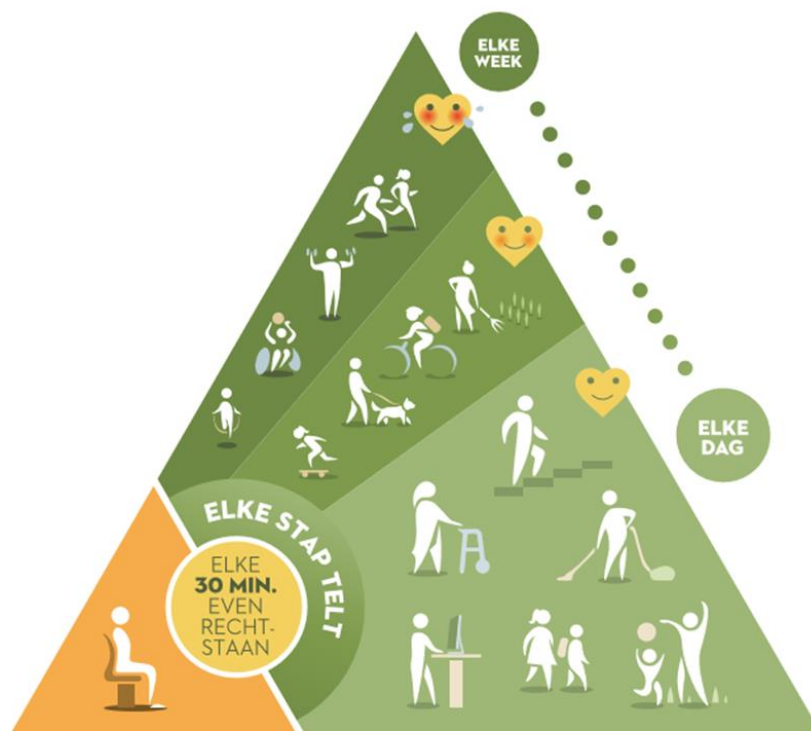 ELKE
WEEK
ELKE
DAG
ELKE STAP TELT
ELKE
30 MIN.
EVEN
RECHT-
STAAN